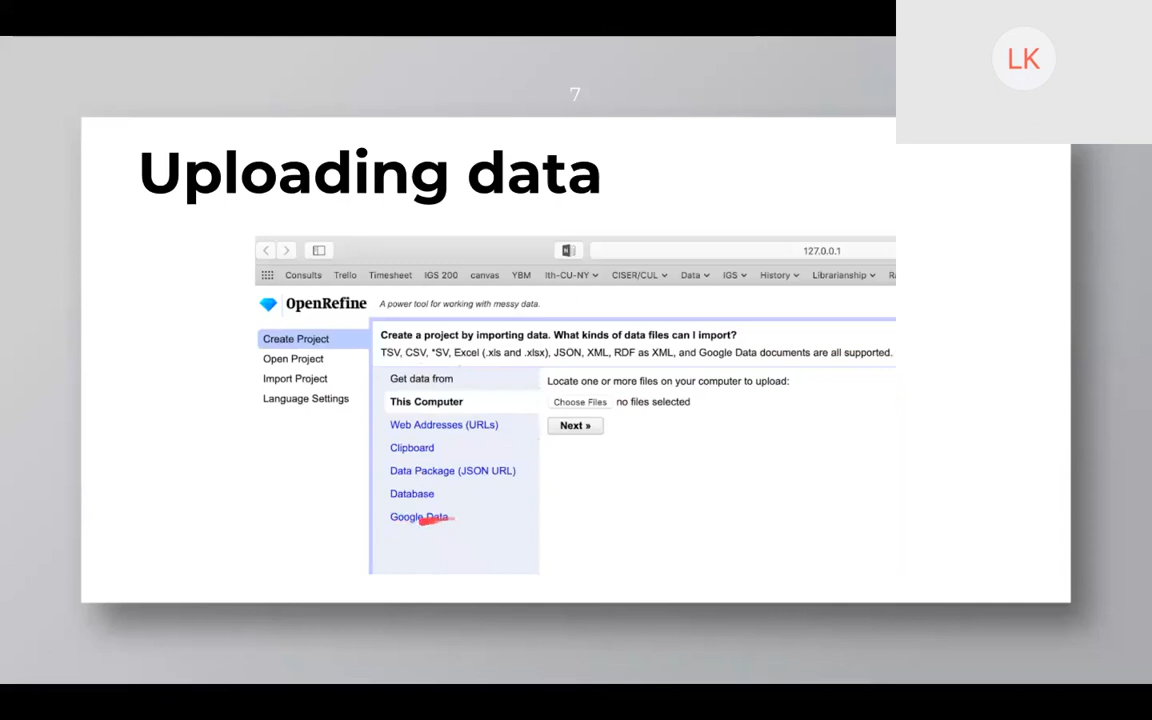 LK
7
Uploading data
127.0.0.1
Consults Trello Timesheet IGS 200 canvas YBM lth-CU-NY CISER/CUL Data IGS History Librarianship
OpenRefine A power tool for working with messy data.
Create Project
Open Project
Import Project
Language Settings
Create a project by importing data. What kinds of data files can I import?
TSV, CSV, *SV, Excel (.xls and .xlsx), JSON, XML, RDF as XML, and Google Data documents are all supported.
Get data from
This Computer
Web Addresses (URLs)
Clipboard
Data Package (JSON URL)
Database
Google Data
Locate one or more files on your computer to upload:
Choose Files no files selected
Next »